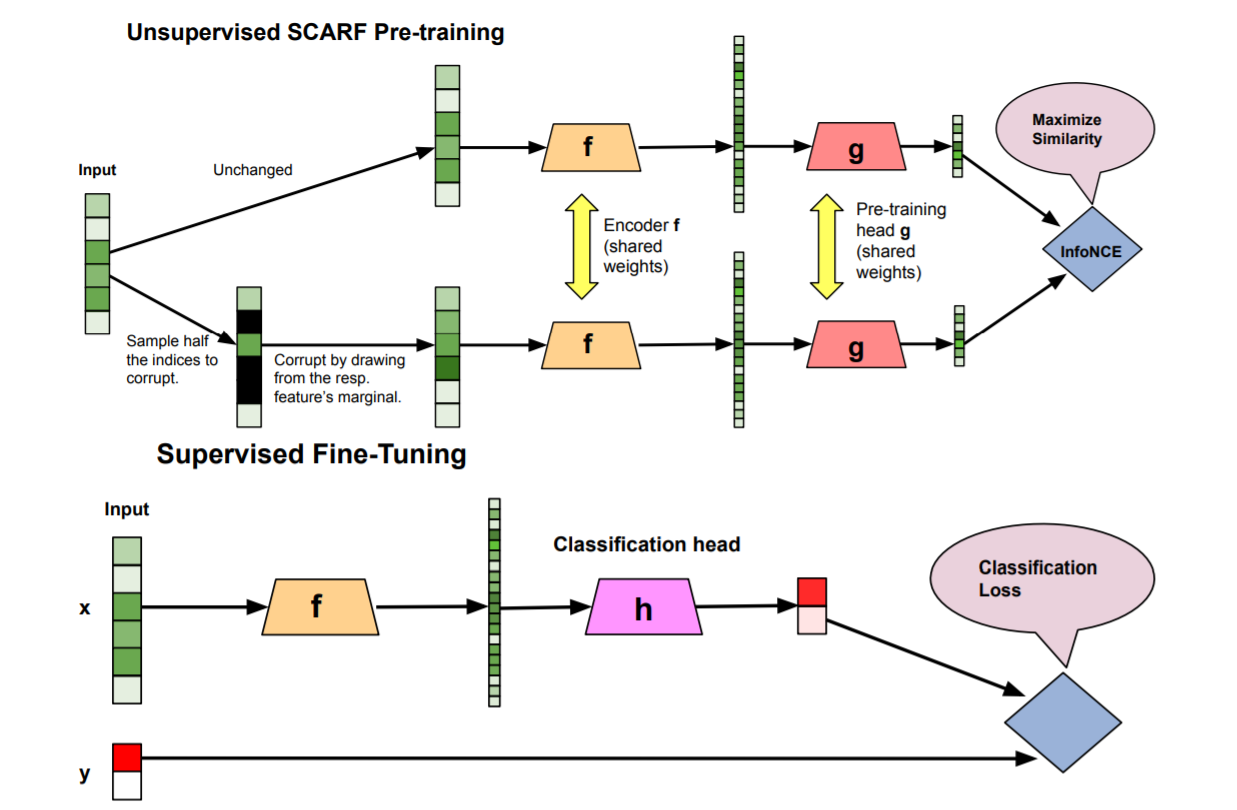 Unsupervised SCARF Pre-training
Input
Unchanged
Sample half
the indices to
corrupt.
Corrupt by drawing
from the resp.
feature's marginal.
f
f
Encoder f
(shared
weights)
g
g
Pre-training
head g
(shared
weights)
Maximize
Similarity
InfoNCE
Supervised Fine-Tuning
Input
x
f
Classification head
h
Classification
Loss
y